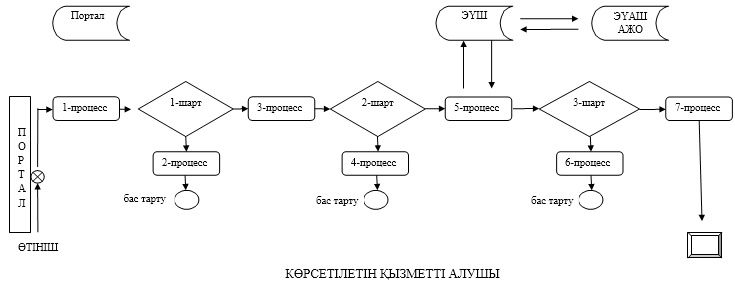 Портал
ЭҮШ
ЭҮАШ
АЖО
ПОРТАЛ
1-процесс
1-шарт
3-процесс
2-шарт
5-процесс
3-шарт
7-процесс
2-процесс
4-процесс
6-процесс
бас тарту
бас тарту
бас тарту
ӨТІНІШ
КӨРСЕТІЛЕТІН ҚЫЗМЕТТІ АЛУШЫ